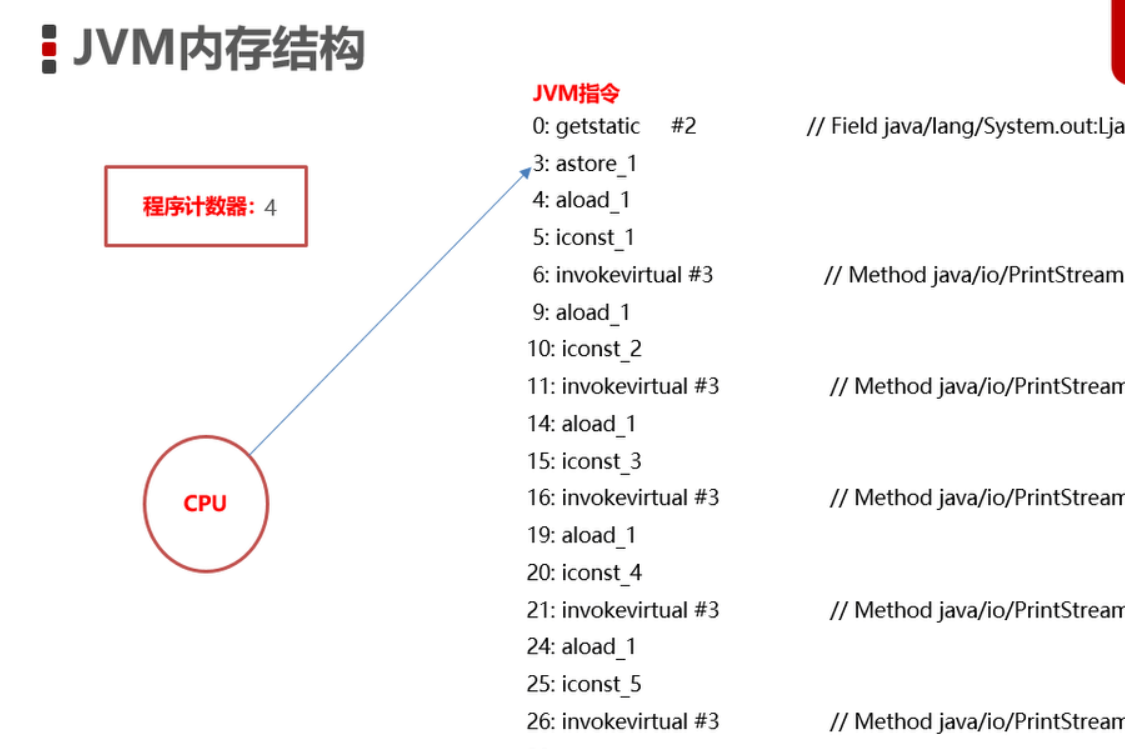 JVM内存结构
JVM指令
0: getstatic #2 // Field java/lang/System.out:Lja
3: astore_1
程序计数器：4
4: aload_1
5: iconst_1
6: invokevirtual #3 // Method java/io/PrintStream
9: aload_1
10: iconst_2
11: invokevirtual #3 // Method java/io/PrintStream
14: aload_1
15: iconst_3
CPU
16: invokevirtual #3 // Method java/io/PrintStream
19: aload_1
20: iconst_4
21: invokevirtual #3 // Method java/io/PrintStream
24: aload_1
25: iconst_5
26: invokevirtual #3 // Method java/io/PrintStream